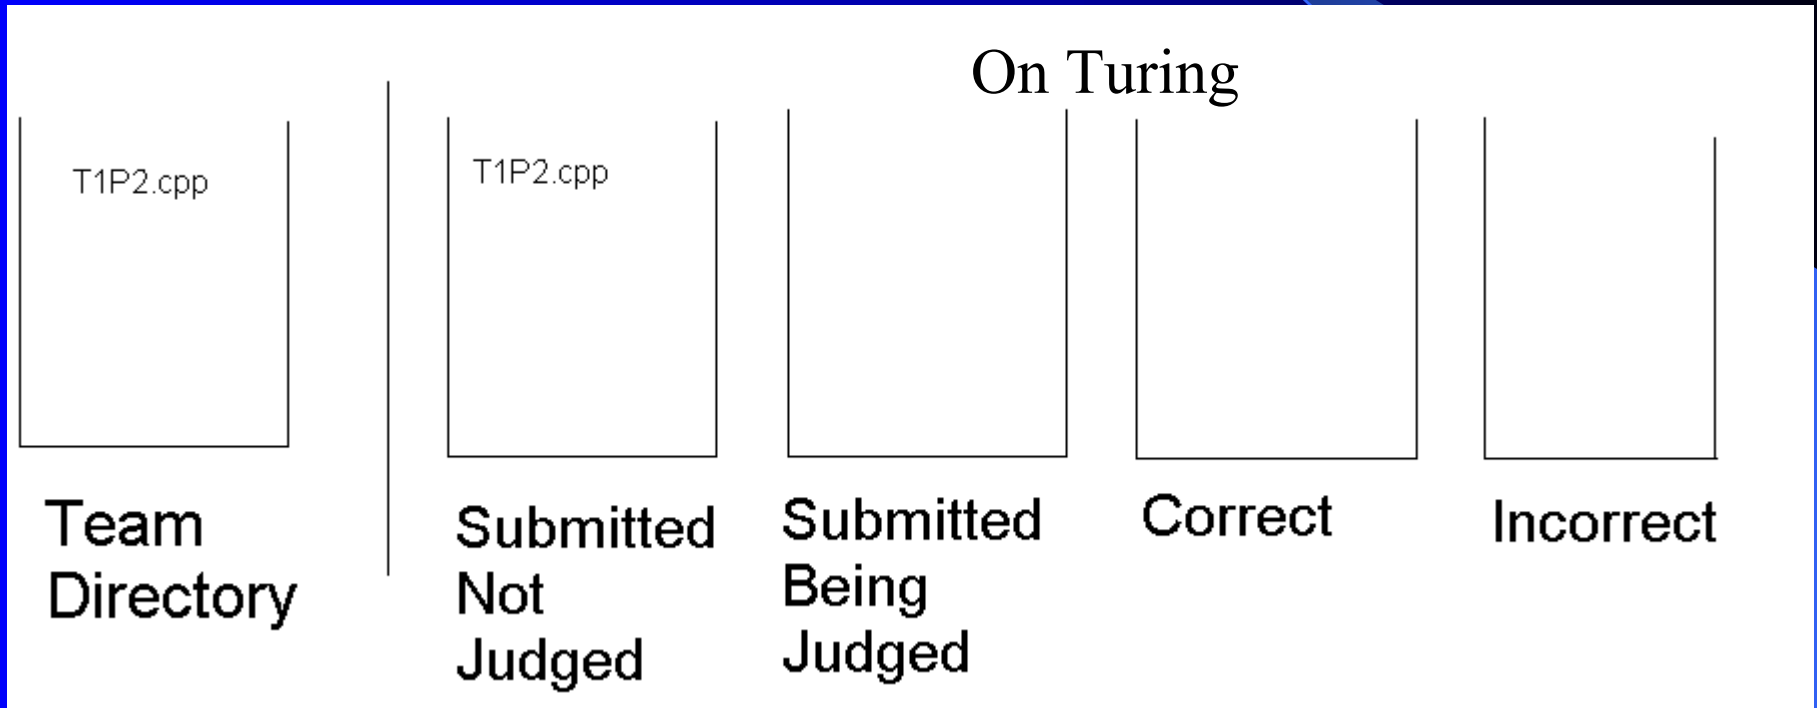 On Turing
T1P2.cpp
T1P2.cpp
Team
Directory
Submitted
Not
Judged
Submitted
Being
Judged
Correct
Incorrect